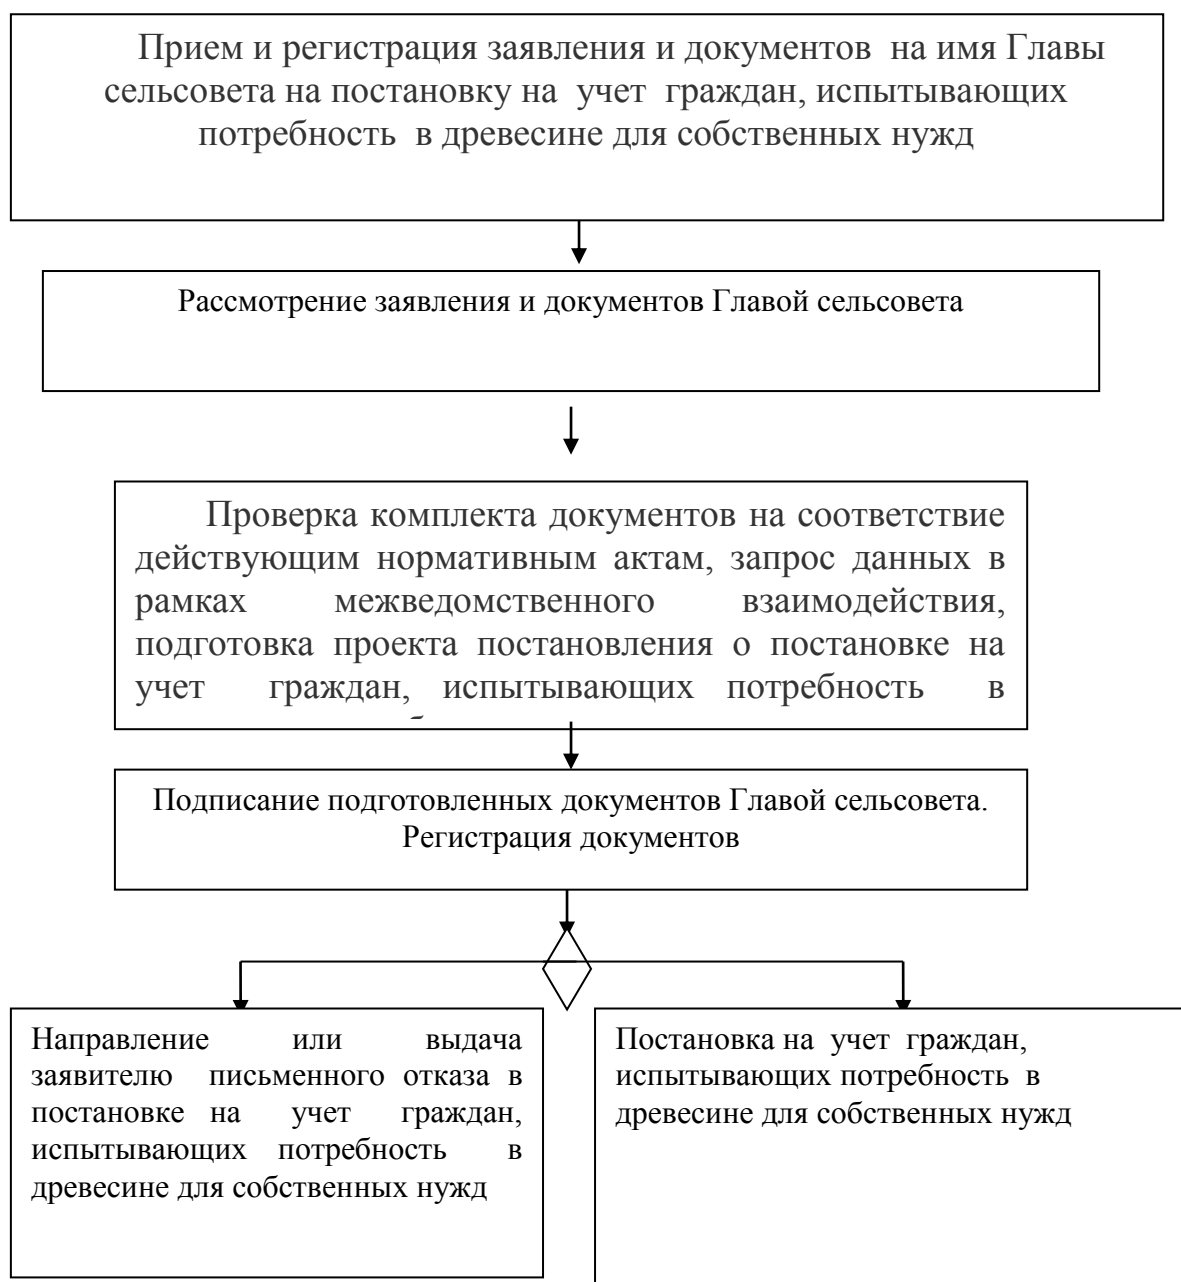 Прием и регистрация заявления и документов на имя Главы
сельсовета на постановку на учет граждан, испытывающих
потребность в древесине для собственных нужд
Рассмотрение заявления и документов Главой сельсовета
Проверка комплекта документов на соответствие
действующим нормативным актам, запрос данных в
рамках межведомственного взаимодействия,
подготовка проекта постановления о постановке на
учет граждан, испытывающих потребность в
Подписание подготовленных документов Главой сельсовета.
Регистрация документов
Направление или выдача
заявителю письменного отказа в
постановке на учет граждан,
испытывающих потребность в
древесине для собственных нужд
Постановка на учет граждан,
испытывающих потребность в
древесине для собственных нужд